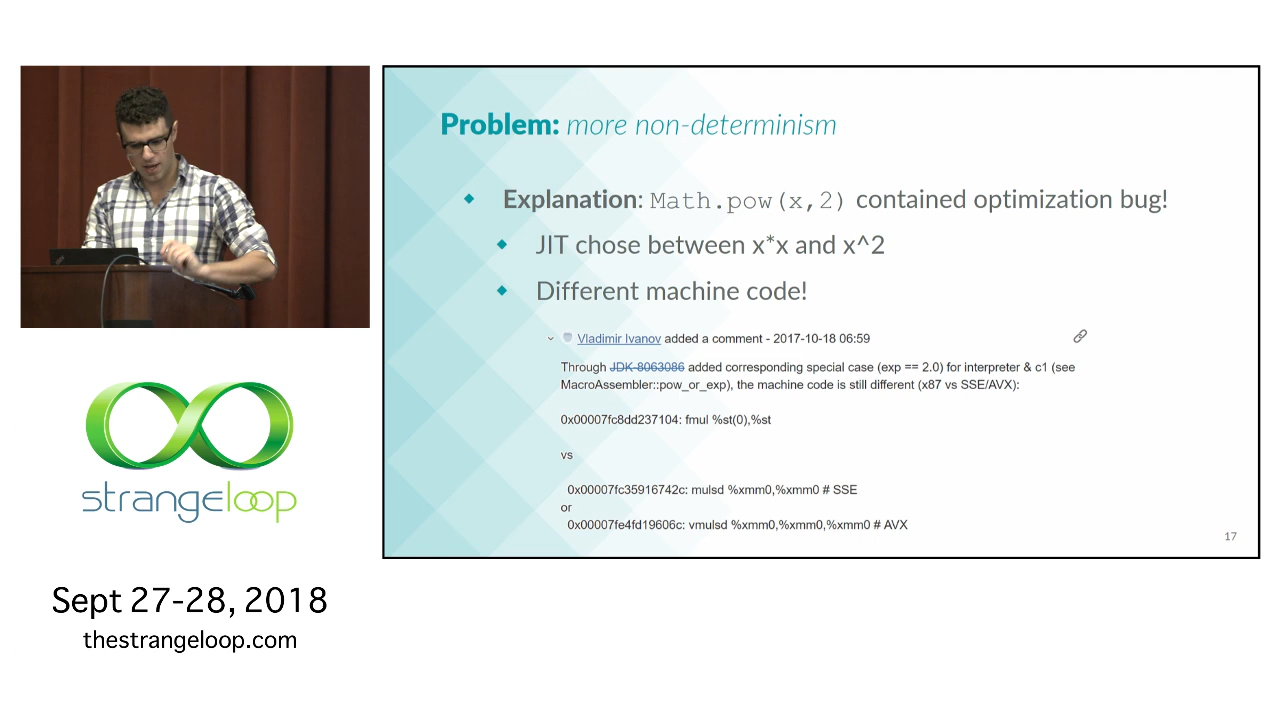 Problem: more non-determinism
Explanation: Math.pow(x,2) contained optimization bug!
JIT chose between x*x and x^2
Different machine code!
Vladimir Ivanov added a comment - 2017-10-18 06:59
Through JDK-8063086 added corresponding special case (exp == 2.0) for interpreter & c1 (see
MacroAssembler::pow_or_exp), the machine code is still different (x87 vs SSE/AVX):
0x00007fc8dd237104: fmul %st(0),%st
vs
0x00007fc35916742c: mulsd %xmm0,%xmm0 # SSE
or
0x00007fe4fd19606c: vmulsd %xmm0,%xmm0,%xmm0 # AVX
17
strangeloop
Sept 27-28, 2018
thestrangeloop.com